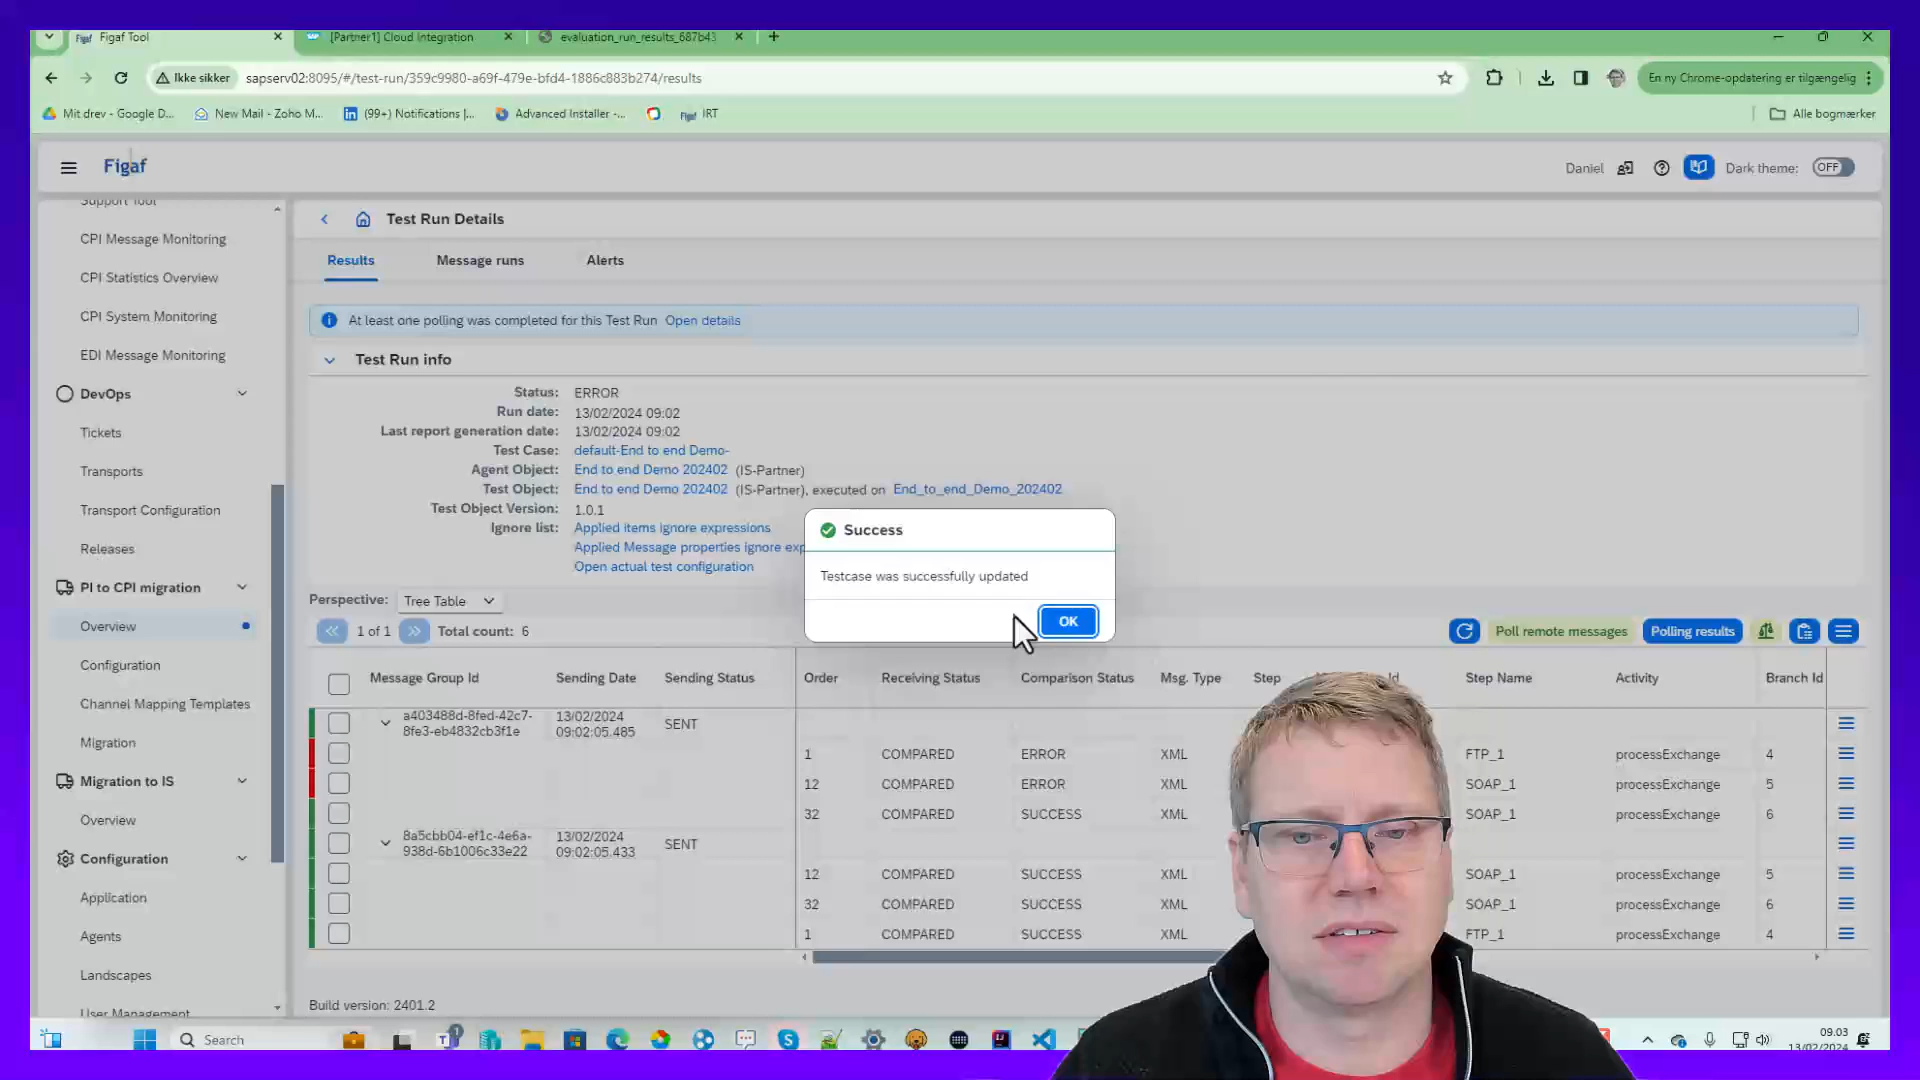 Figaf Tool
[Partner1] Cloud Integration
evaluation_run_results_687b43
Ikke sikker
sapserv02:8095/#/test-run/359c9980-a69f-479e-bfd4-1886c883b274/results
En ny Chrome-opdatering er tilgængelig
Mit drev - Google D...
New Mail - Zoho M...
(99+) Notifications |...
Advanced Installer -...
Figaf IRT
Alle bogmærker
Figaf
Daniel
Dark theme: OFF
Support Tool
CPI Message Monitoring
CPI Statistics Overview
CPI System Monitoring
EDI Message Monitoring
DevOps
Tickets
Transports
Transport Configuration
Releases
PI to CPI migration
Overview
Configuration
Channel Mapping Templates
Migration
Migration to IS
Overview
Configuration
Application
Agents
Landscapes
User Management
Test Run Details
Results Message runs Alerts
At least one polling was completed for this Test Run Open details
Test Run info
Status: ERROR
Run date: 13/02/2024 09:02
Last report generation date: 13/02/2024 09:02
Test Case: default-End to end Demo-
Agent Object: End to end Demo 202402 (IS-Partner)
Test Object: End to end Demo 202402 (IS-Partner), executed on End_to_end_Demo_202402
Test Object Version: 1.0.1
Ignore list: Applied items ignore expressions
Applied Message properties ignore exp
Open actual test configuration
Success
Testcase was successfully updated
OK
Perspective: Tree Table
1 of 1 Total count: 6
Poll remote messages Polling results
Message Group Id Sending Date Sending Status Order Receiving Status Comparison Status Msg. Type Step Step Name Activity Branch Id
a403488d-8fed-42c7-8fe3-eb4832cb3f1e 13/02/2024 09:02:05.485 SENT
1 COMPARED ERROR XML FTP_1 processExchange 4
12 COMPARED ERROR XML SOAP_1 processExchange 5
32 COMPARED SUCCESS XML SOAP_1 processExchange 6
8a5cbb04-ef1c-4e6a-938d-6b1006c33e22 13/02/2024 09:02:05.433 SENT
12 COMPARED SUCCESS XML SOAP_1 processExchange 5
32 COMPARED SUCCESS XML SOAP_1 processExchange 6
1 COMPARED SUCCESS XML FTP_1 processExchange 4
Build version: 2401.2
Search
1
09.03
13/02/2024